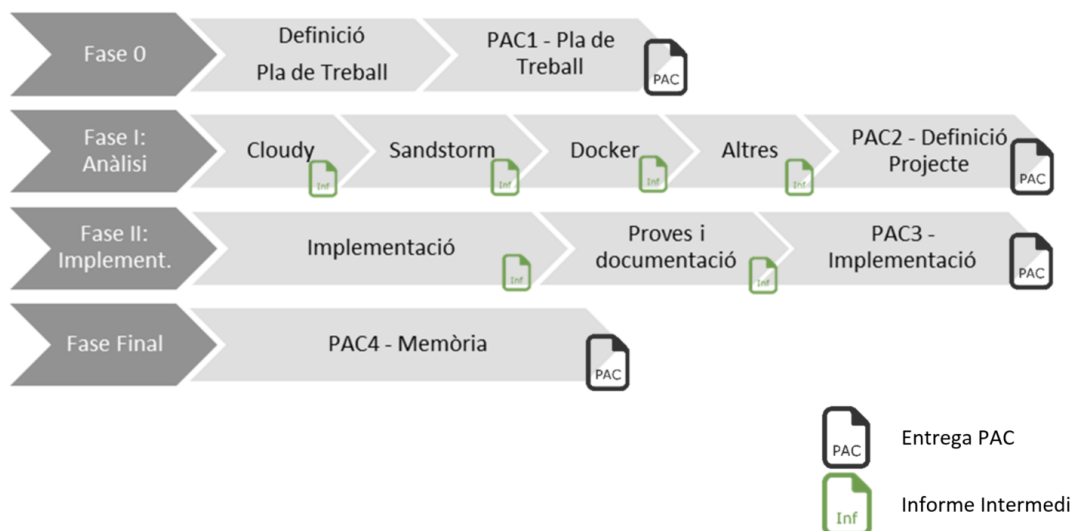 Fase 0
Definició
Pla de Treball
PAC1 - Pla de
Treball
PAC
Fase I:
Anàlisi
Cloudy
Inf
Sandstorm
Inf
Docker
Inf
Altres
Inf
PAC2 - Definició
Projecte
PAC
Fase II:
Implement.
Implementació
Inf
Proves i
documentació
Inf
PAC3 -
Implementació
PAC
Fase Final
PAC4 - Memòria
PAC
PAC
Entrega PAC
Inf
Informe Intermedi